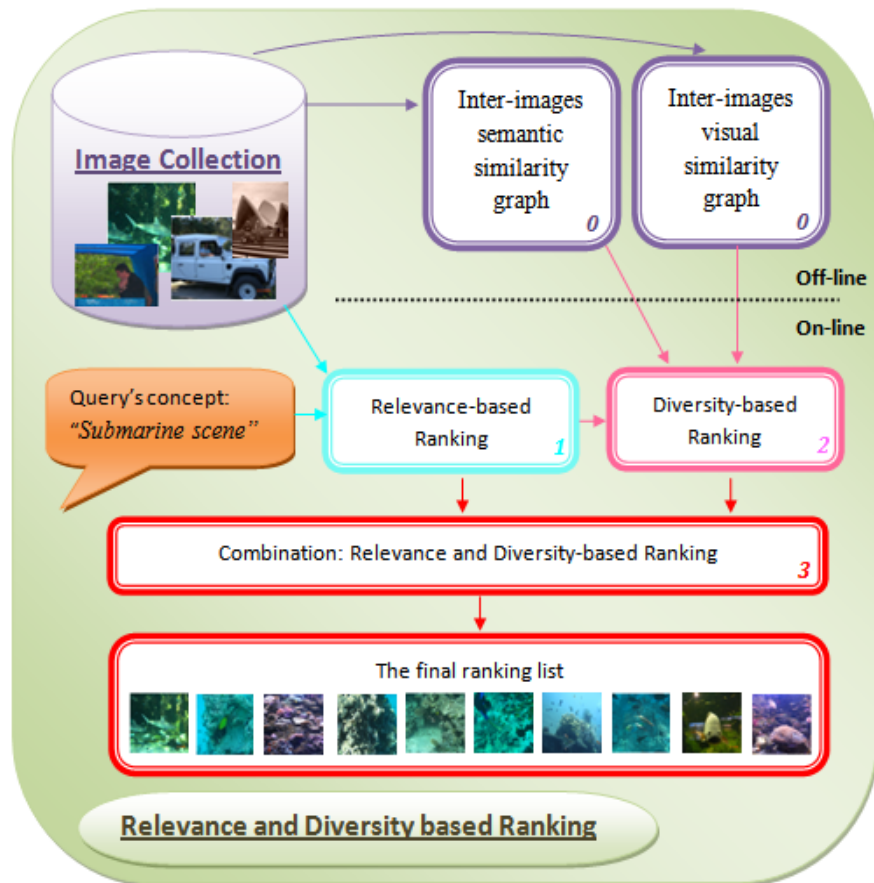 Image Collection
Inter-images
semantic
similarity
graph
0
Inter-images
visual
similarity
graph
0
Off-line
On-line
Query's concept:
“Submarine scene”
Relevance-based
Ranking
1
Diversity-based
Ranking
2
Combination: Relevance and Diversity-based Ranking
3
The final ranking list
Relevance and Diversity based Ranking